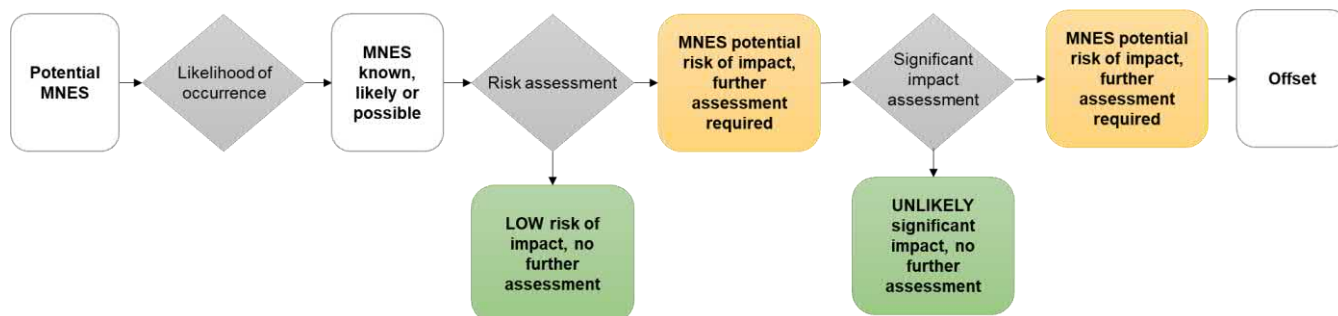 Potential
MNES
Likelihood of
occurrence
MNES
known,
likely or
possible
Risk assessment
MNES potential
risk of impact,
further
assessment
required
Significant
impact
assessment
MNES potential
risk of impact,
further
assessment
required
Offset
LOW risk of
impact, no
further
assessment
UNLIKELY
significant
impact, no
further
assessment